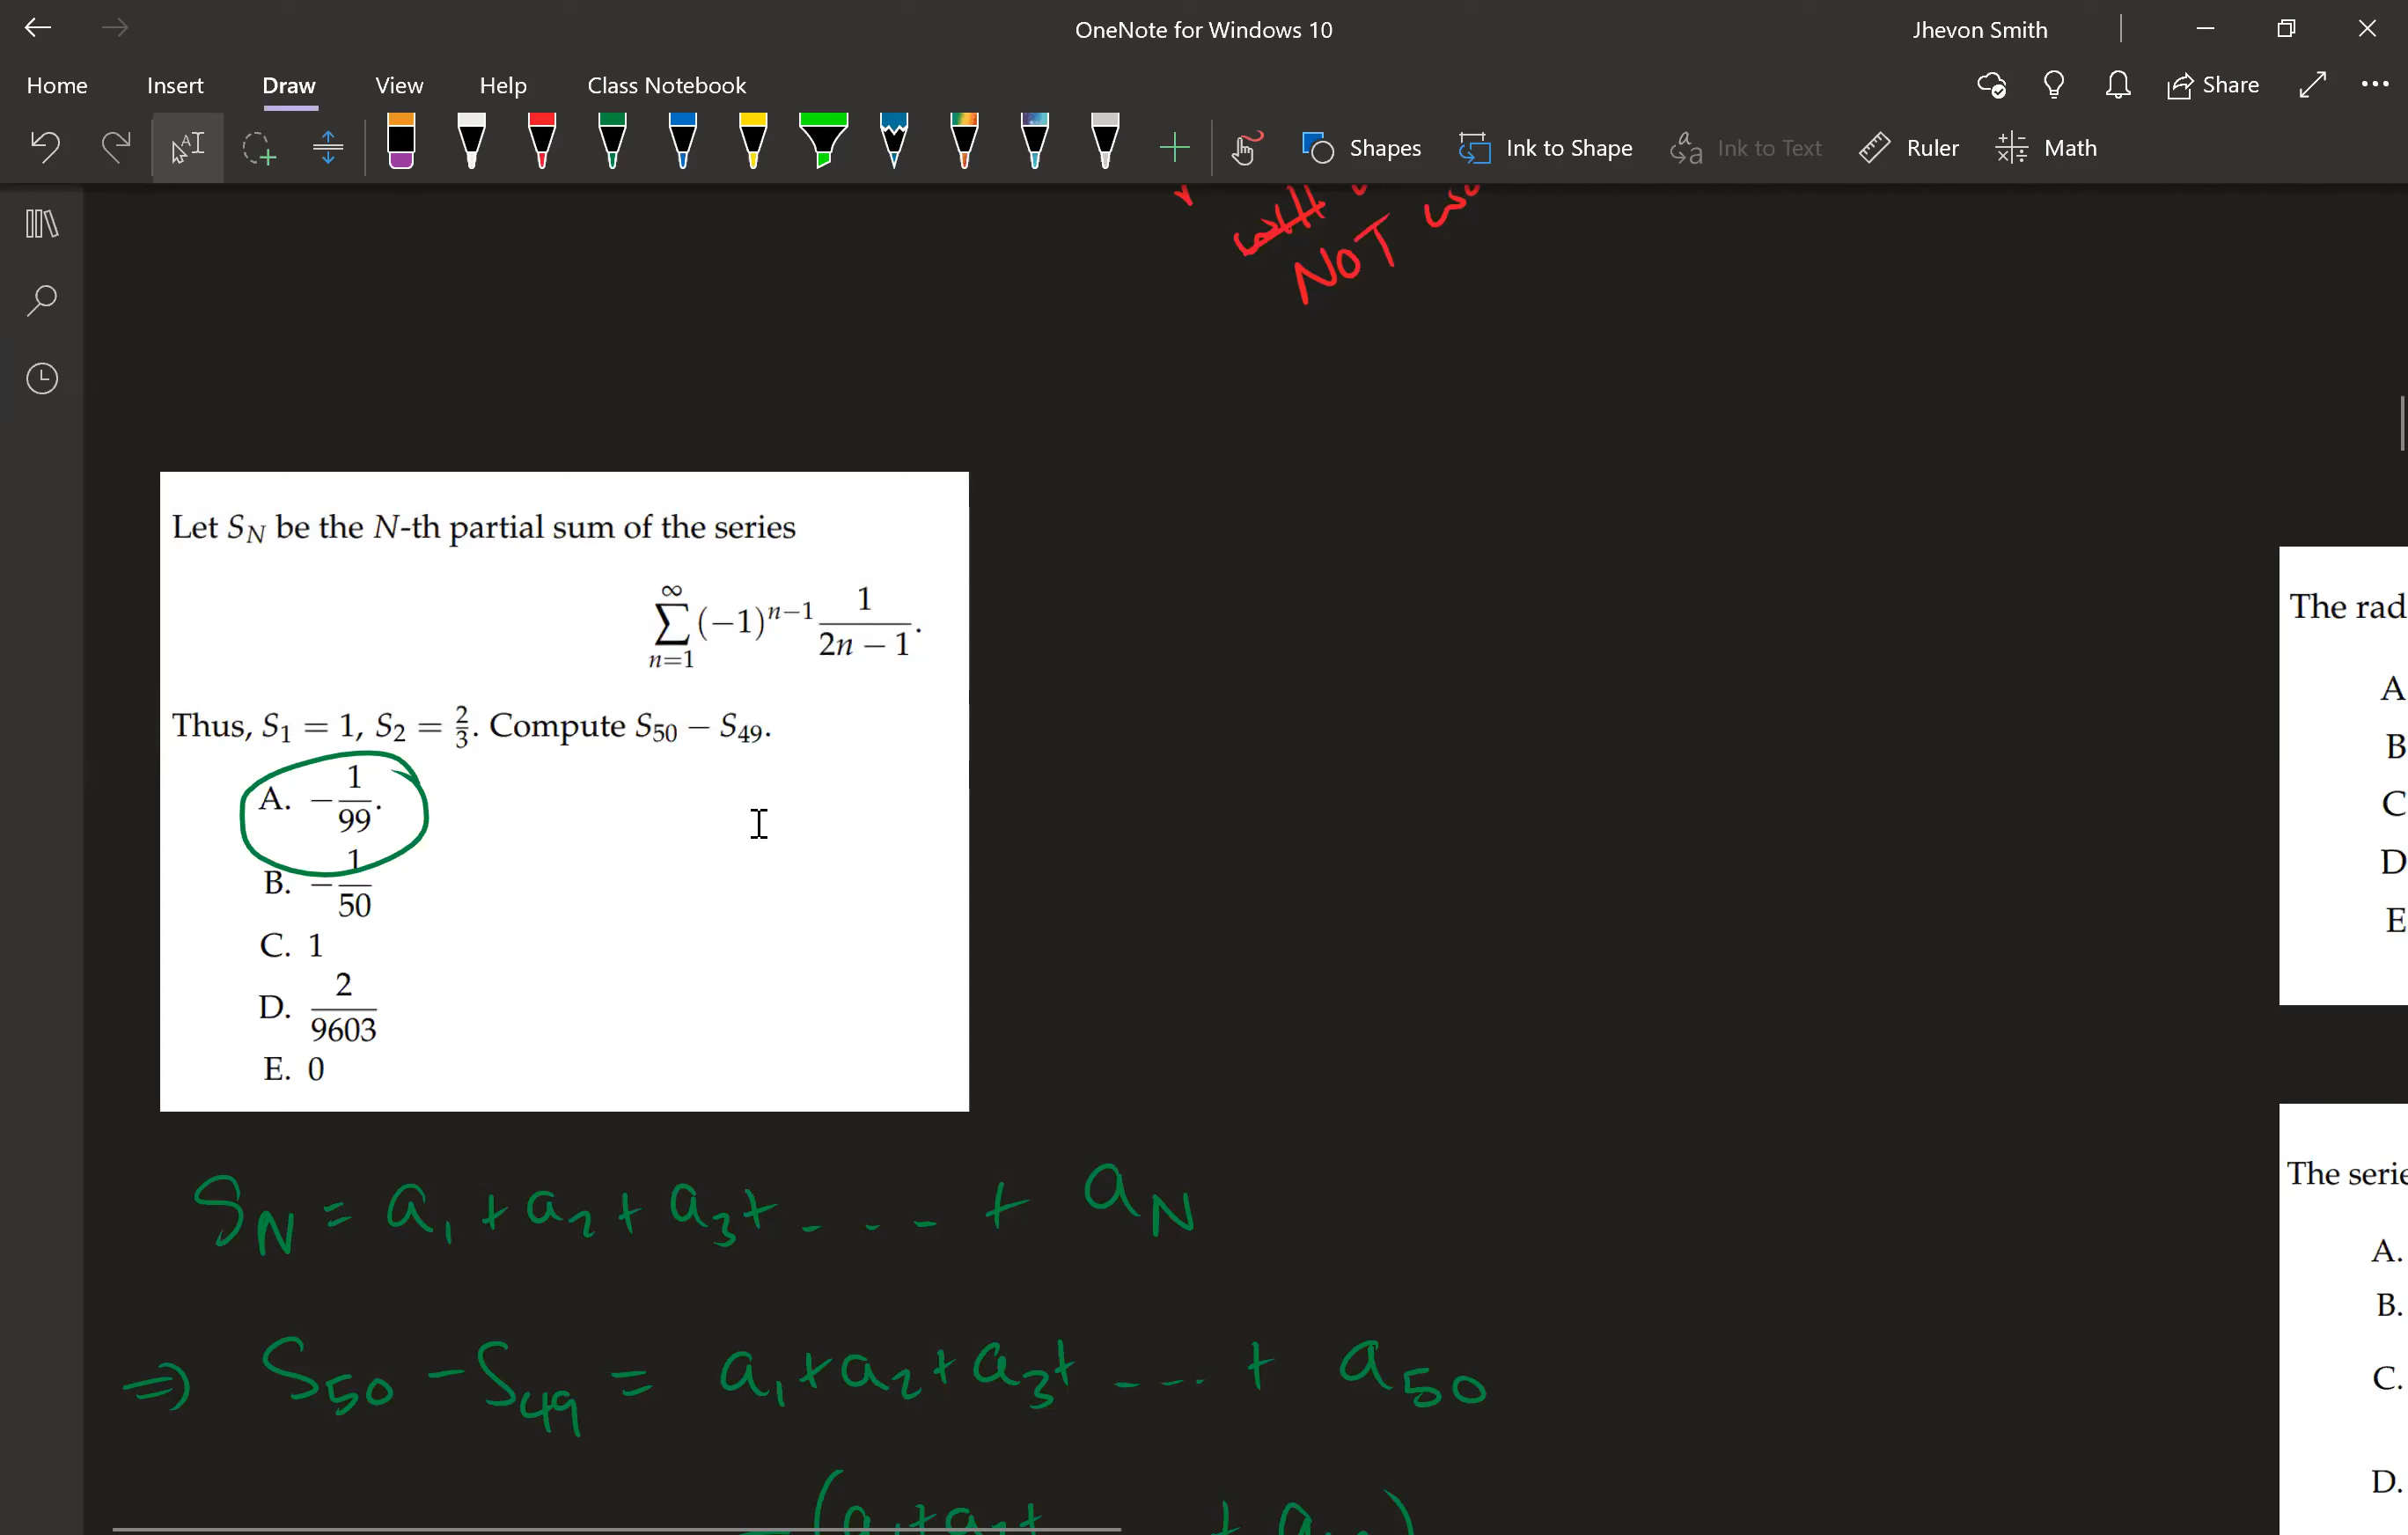 OneNote for Windows 10
Jhevon Smith
Home Insert Draw View Help Class Notebook
Share
Shapes Ink to Shape Ink to Text Ruler Math
NOT
Let S_N be the N-th partial sum of the series
∑_{n=1}^{∞} (−1)^{n−1} 1/(2n − 1).
Thus, S_1 = 1, S_2 = 2/3. Compute S_50 − S_49.
A. −1/99.
B. −1/50
C. 1
D. 2/9603
E. 0
S_N = a_1 + a_2 + a_3 + .... + a_N
⇒ S_50 − S_49 = a_1 + a_2 + a_3 + .... + a_50
The rad
A
B
C
D
E
The serie
A.
B.
C.
D.